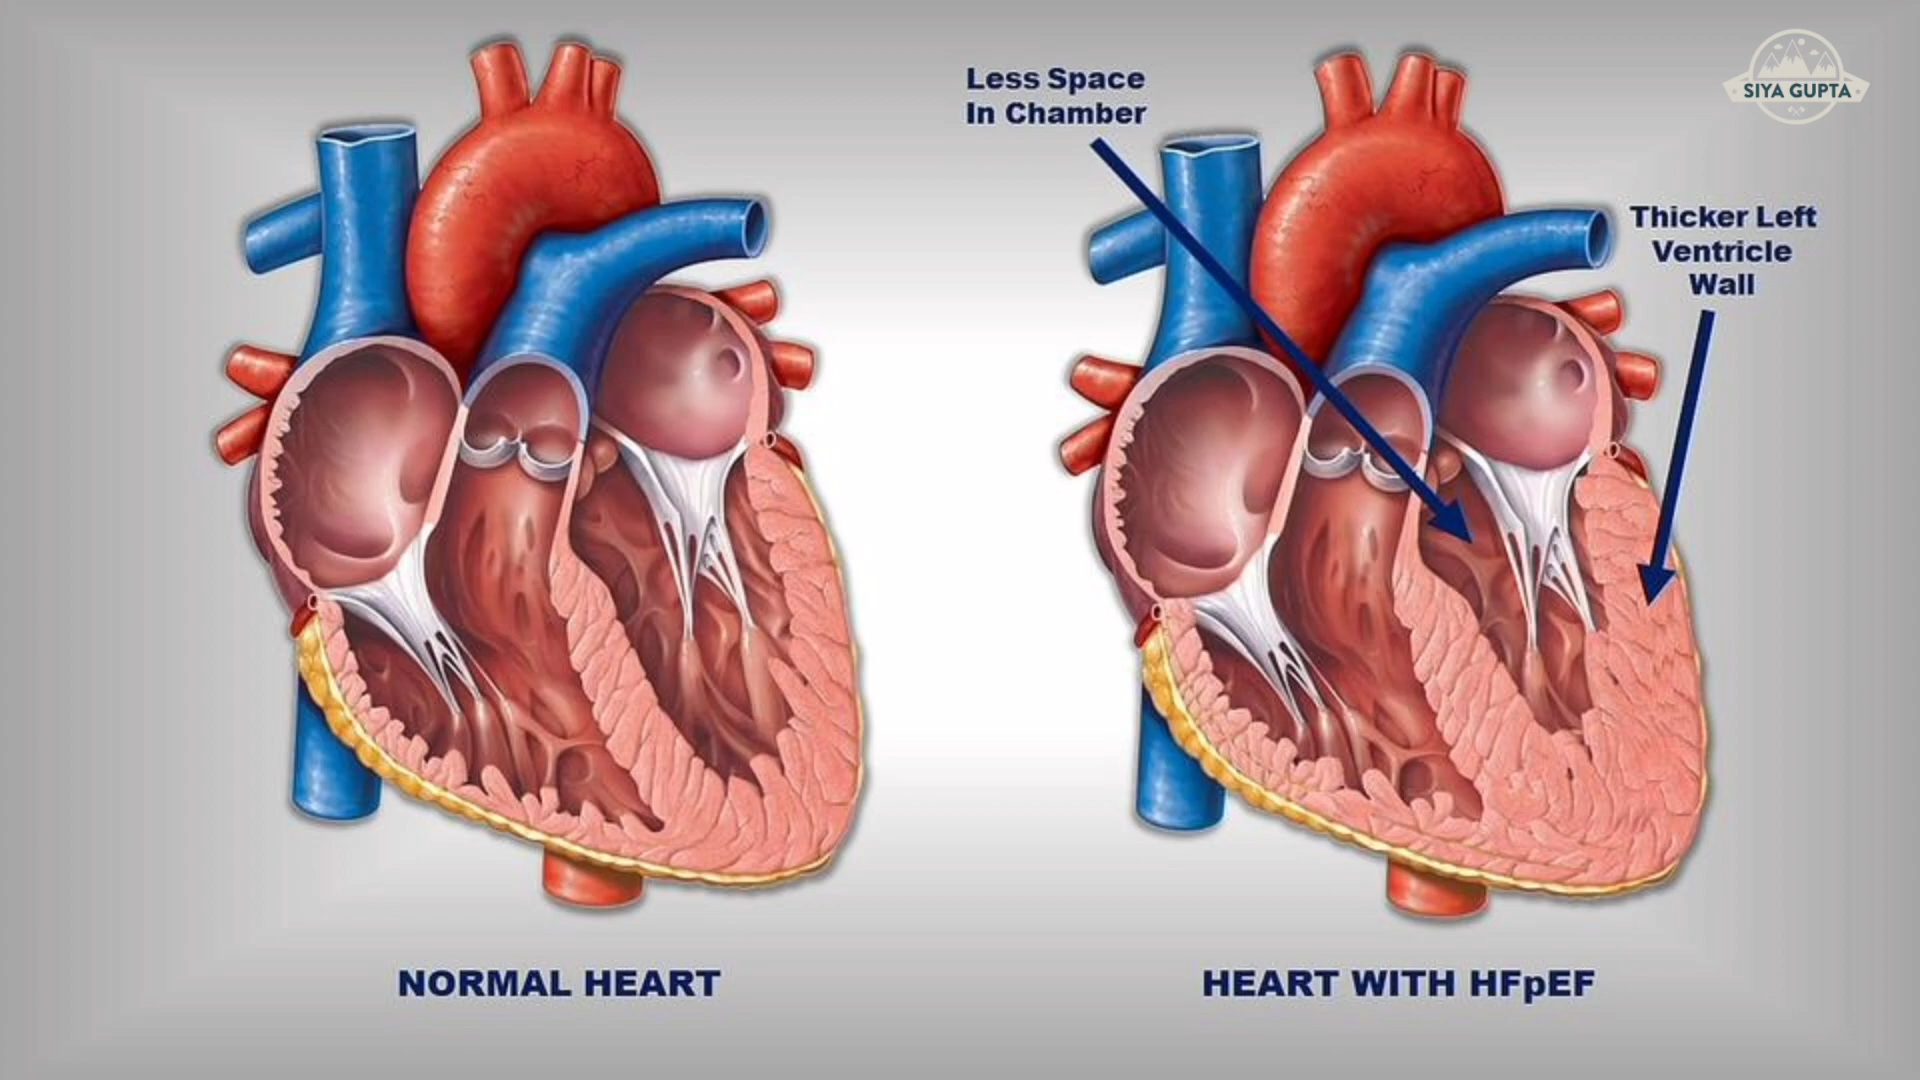 Less Space
In Chamber
SIYA GUPTA
Thicker Left
Ventricle
Wall
NORMAL HEART
HEART WITH HFpEF